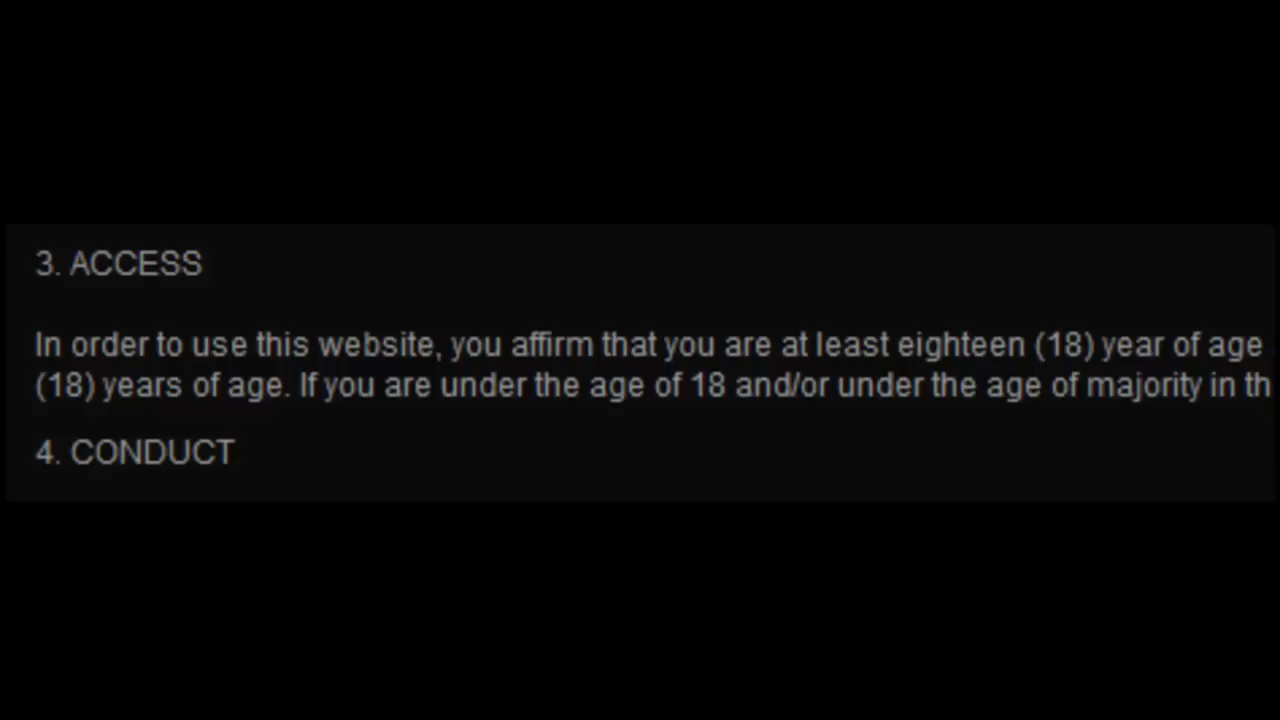 3. ACCESS
In order to use this website, you affirm that you are at least eighteen (18) year of age
(18) years of age. If you are under the age of 18 and/or under the age of majority in th
4. CONDUCT